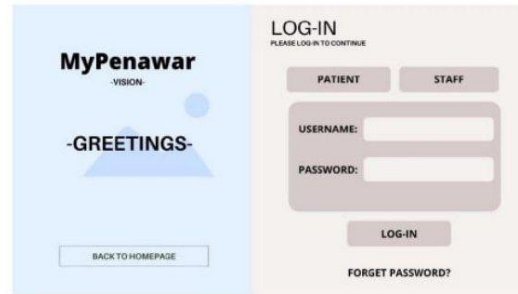 MyPenawar
-VISION-
-GREETINGS-
BACK TO HOMEPAGE
LOG-IN
PLEASE LOG-IN TO CONTINUE
PATIENT STAFF
USERNAME:
PASSWORD:
LOG-IN
FORGET PASSWORD?